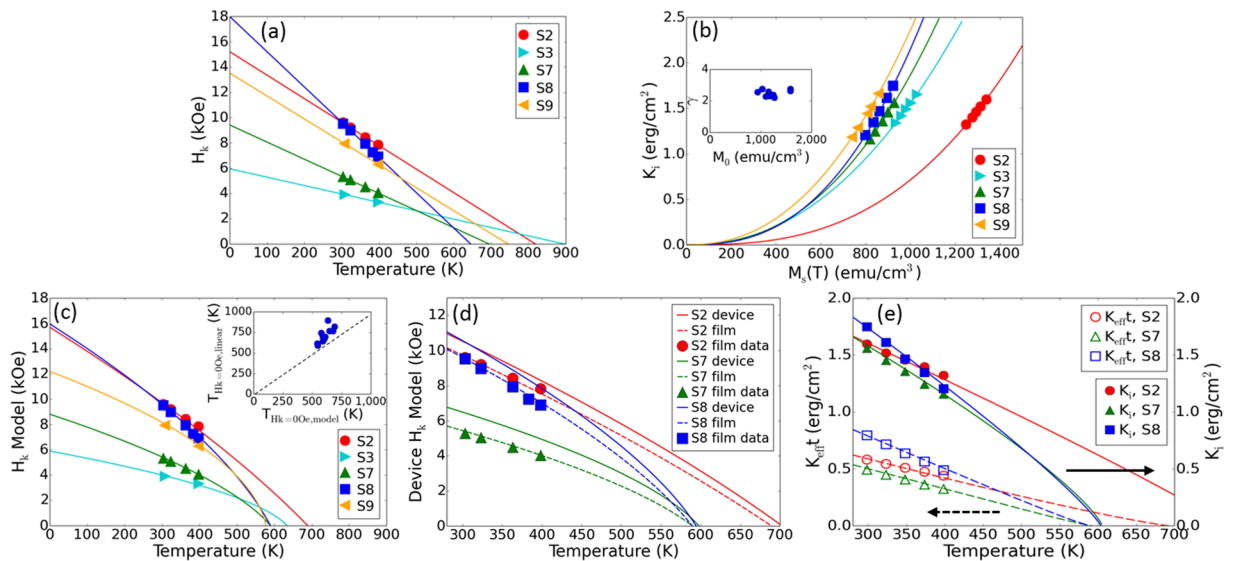 (a)
H_k (kOe)
18
16
14
12
10
8
6
4
2
0
0 100 200 300 400 500 600 700 800 900
Temperature (K)
S2
S3
S7
S8
S9
(b)
K_i (erg/cm²)
2.5
2.0
1.5
1.0
0.5
0.0
0 200 400 600 800 1,000 1,200 1,400
M_s(T) (emu/cm³)
γ
4
2
0
0 1,000 2,000
M_0 (emu/cm³)
S2
S3
S7
S8
S9
(c)
H_k Model (kOe)
18
16
14
12
10
8
6
4
2
0
0 100 200 300 400 500 600 700 800
Temperature (K)
T_Hk=0Oe,linear (K)
1000
750
500
250
0 250 500 750 1,000
T_Hk=0Oe,model (K)
S2
S3
S7
S8
S9
(d)
Device H_k Model (kOe)
12
10
8
6
4
2
0
300 350 400 450 500 550 600 650 700
Temperature (K)
S2 device
S2 film
S2 film data
S7 device
S7 film
S7 film data
S8 device
S8 film
S8 film data
(e)
K_eff t (erg/cm²)
2.0
1.5
1.0
0.5
0.0
300 350 400 450 500 550 600 650 700
Temperature (K)
K_i (erg/cm²)
2.0
1.5
1.0
0.5
0.0
K_eff t, S2
K_eff t, S7
K_eff t, S8
K_i, S2
K_i, S7
K_i, S8